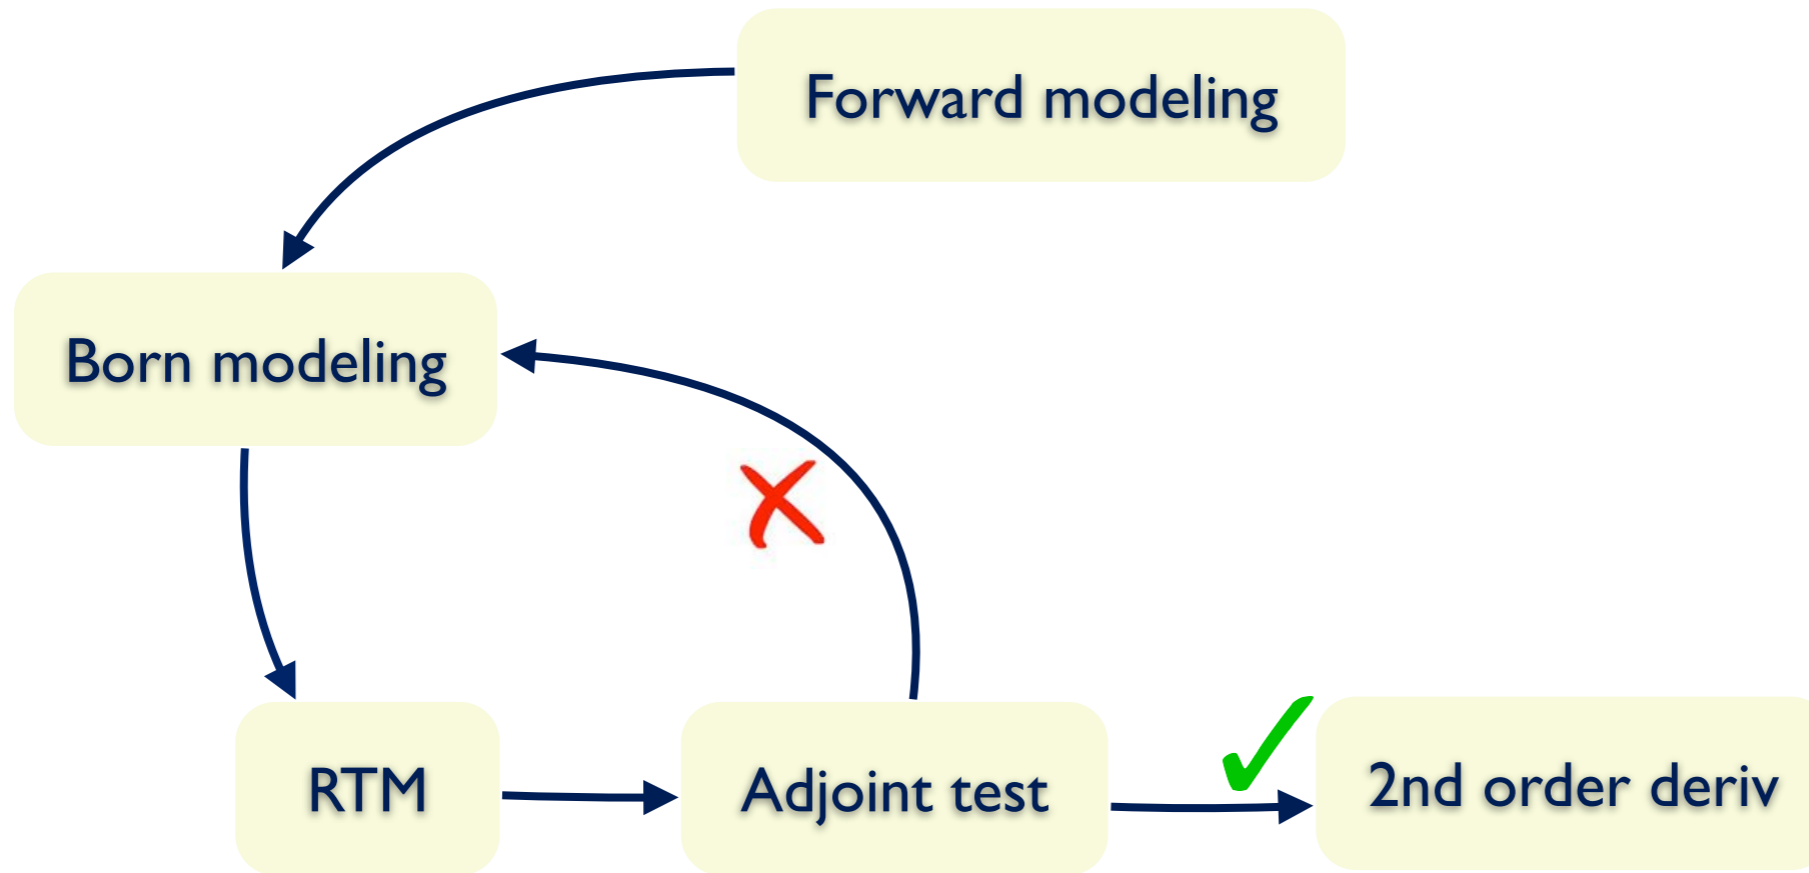 Forward modeling
Born modeling
RTM
Adjoint test
2nd order deriv